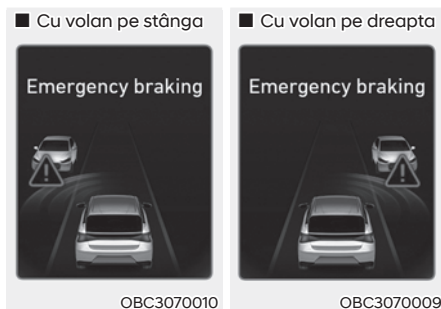 ■ Cu volan pe stânga
Emergency braking
OBC3070010
■ Cu volan pe dreapta
Emergency braking
OBC3070009